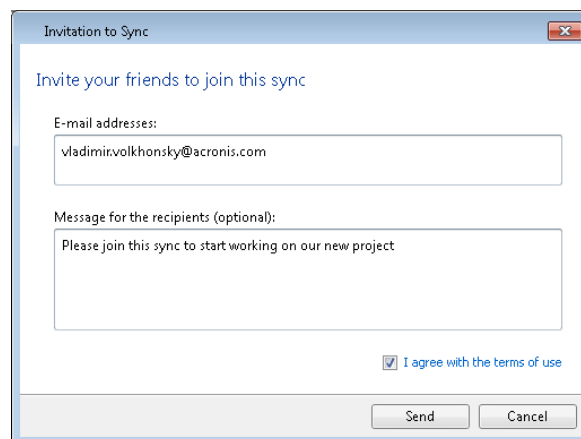 Invitation to Sync
Invite your friends to join this sync
E-mail addresses:
vladimir.volkhonsky@acronis.com
Message for the recipients (optional):
Please join this sync to start working on our new project
I agree with the terms of use
Send Cancel